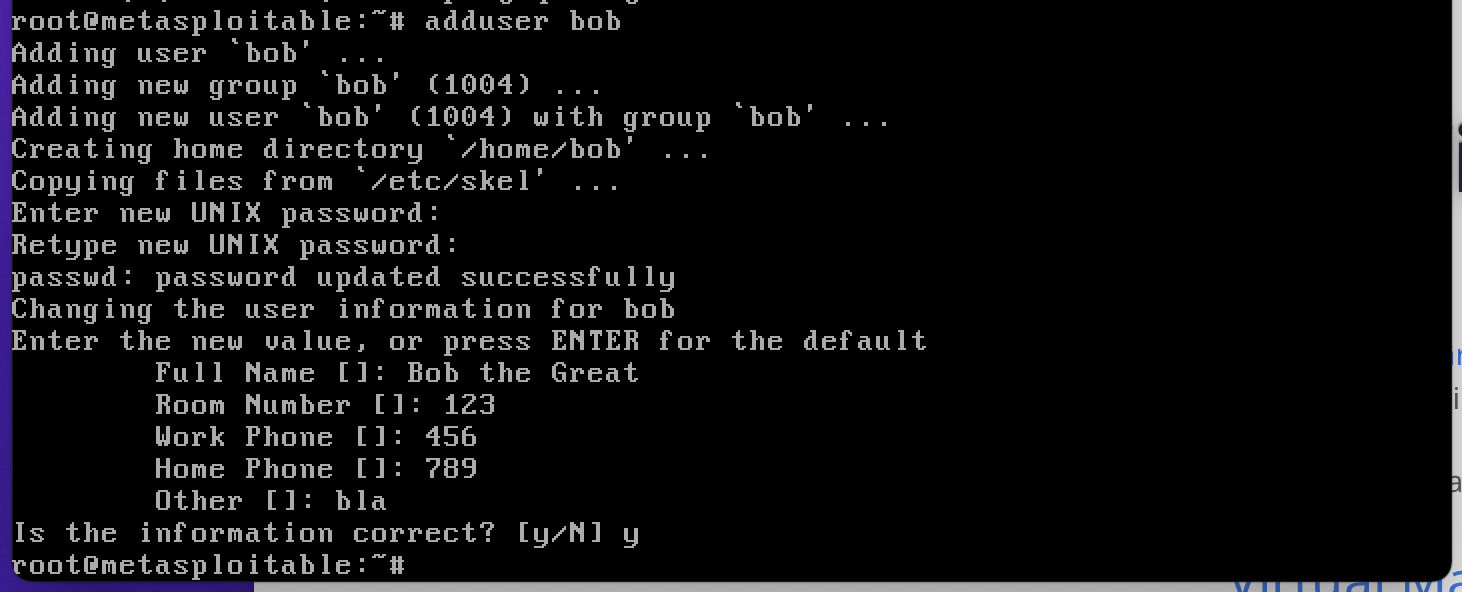 root@metasploitable:~# adduser bob
Adding user `bob' ...
Adding new group `bob' (1004) ...
Adding new user `bob' (1004) with group `bob' ...
Creating home directory `/home/bob' ...
Copying files from `/etc/skel' ...
Enter new UNIX password:
Retype new UNIX password:
passwd: password updated successfully
Changing the user information for bob
Enter the new value, or press ENTER for the default
        Full Name []: Bob the Great
        Room Number []: 123
        Work Phone []: 456
        Home Phone []: 789
        Other []: bla
Is the information correct? [y/N] y
root@metasploitable:~#